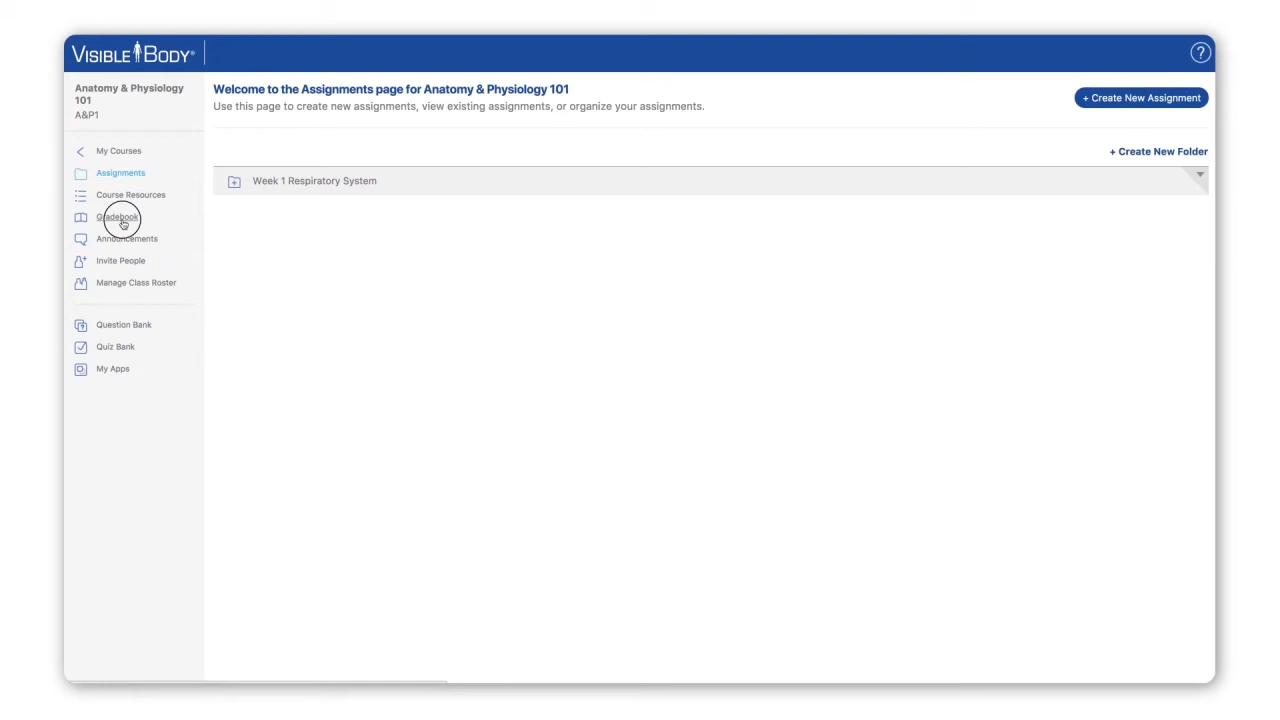 VISIBLE BODY®
?
Anatomy & Physiology
101
A&P1
My Courses
Assignments
Course Resources
Gradebook
Announcements
Invite People
Manage Class Roster
Question Bank
Quiz Bank
My Apps
Welcome to the Assignments page for Anatomy & Physiology 101
Use this page to create new assignments, view existing assignments, or organize your assignments.
+ Create New Assignment
+ Create New Folder
Week 1 Respiratory System